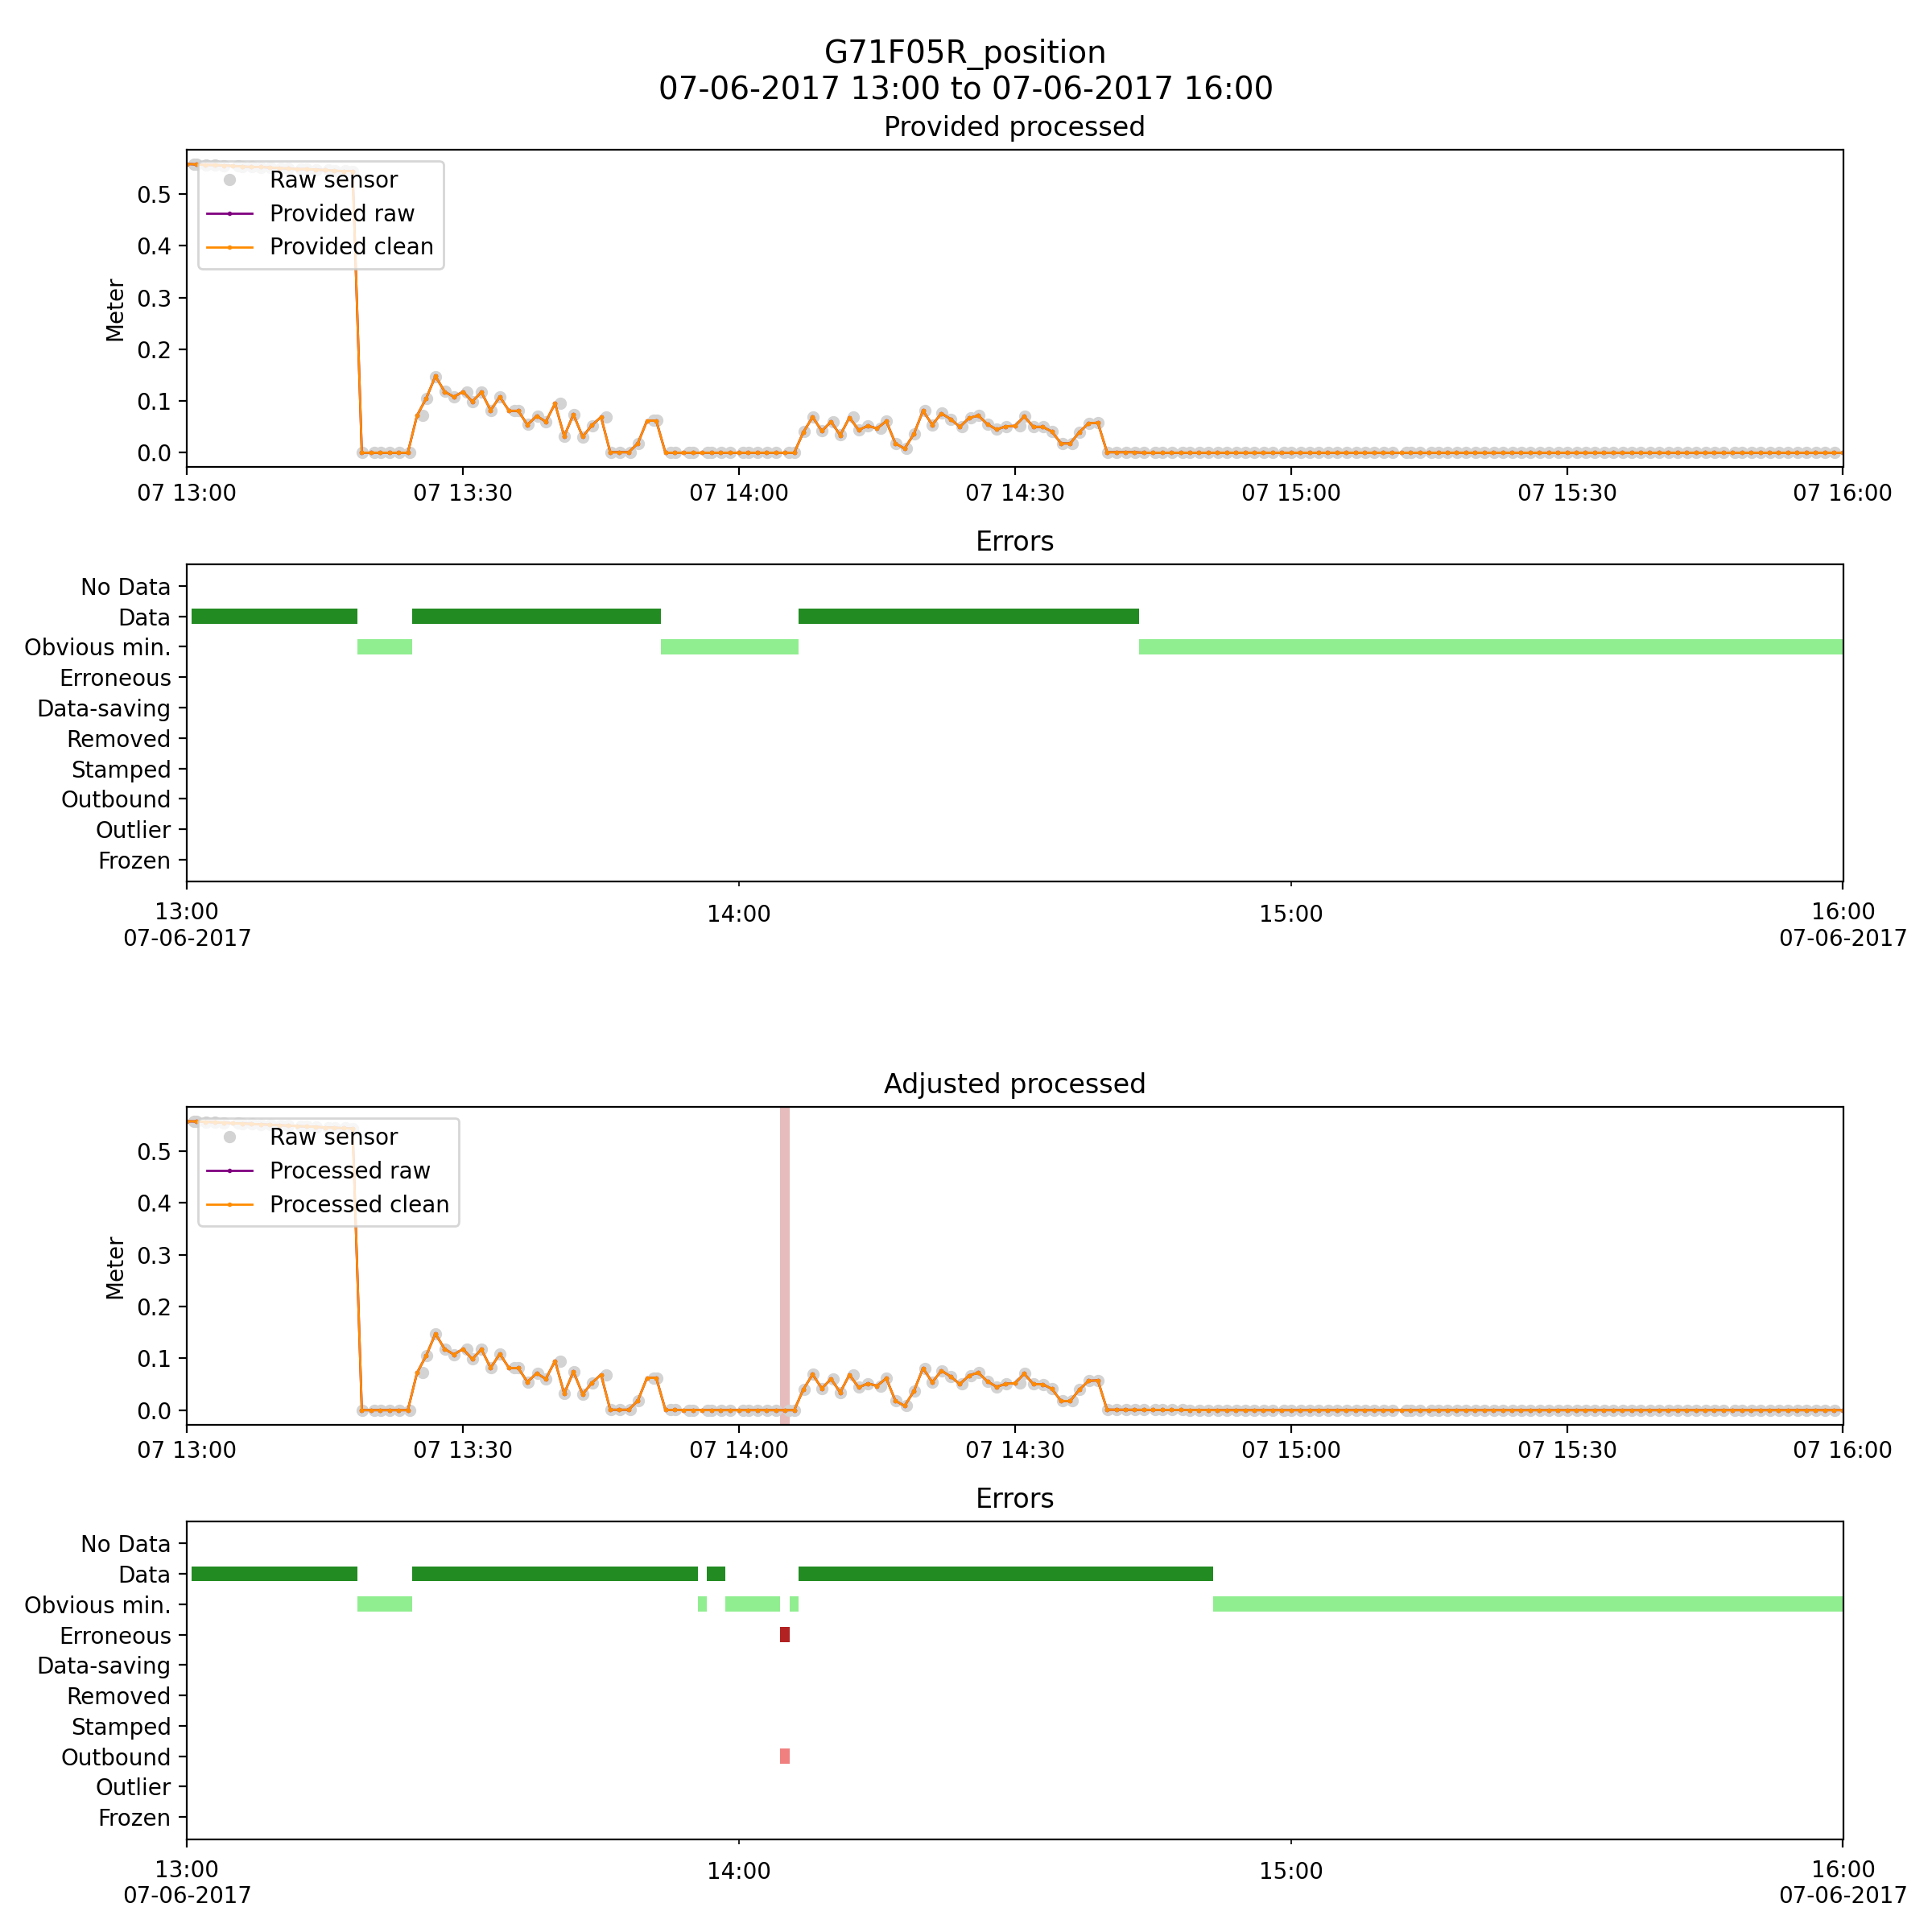 G71F05R_position
07-06-2017 13:00 to 07-06-2017 16:00
Provided processed
Raw sensor
Provided raw
Provided clean
Meter
0.5
0.4
0.3
0.2
0.1
0.0
07 13:00 07 13:30 07 14:00 07 14:30 07 15:00 07 15:30 07 16:00
Errors
No Data
Data
Obvious min.
Erroneous
Data-saving
Removed
Stamped
Outbound
Outlier
Frozen
13:00 14:00 15:00 16:00
07-06-2017 07-06-2017
Adjusted processed
Raw sensor
Processed raw
Processed clean
Meter
0.5
0.4
0.3
0.2
0.1
0.0
07 13:00 07 13:30 07 14:00 07 14:30 07 15:00 07 15:30 07 16:00
Errors
No Data
Data
Obvious min.
Erroneous
Data-saving
Removed
Stamped
Outbound
Outlier
Frozen
13:00 14:00 15:00 16:00
07-06-2017 07-06-2017